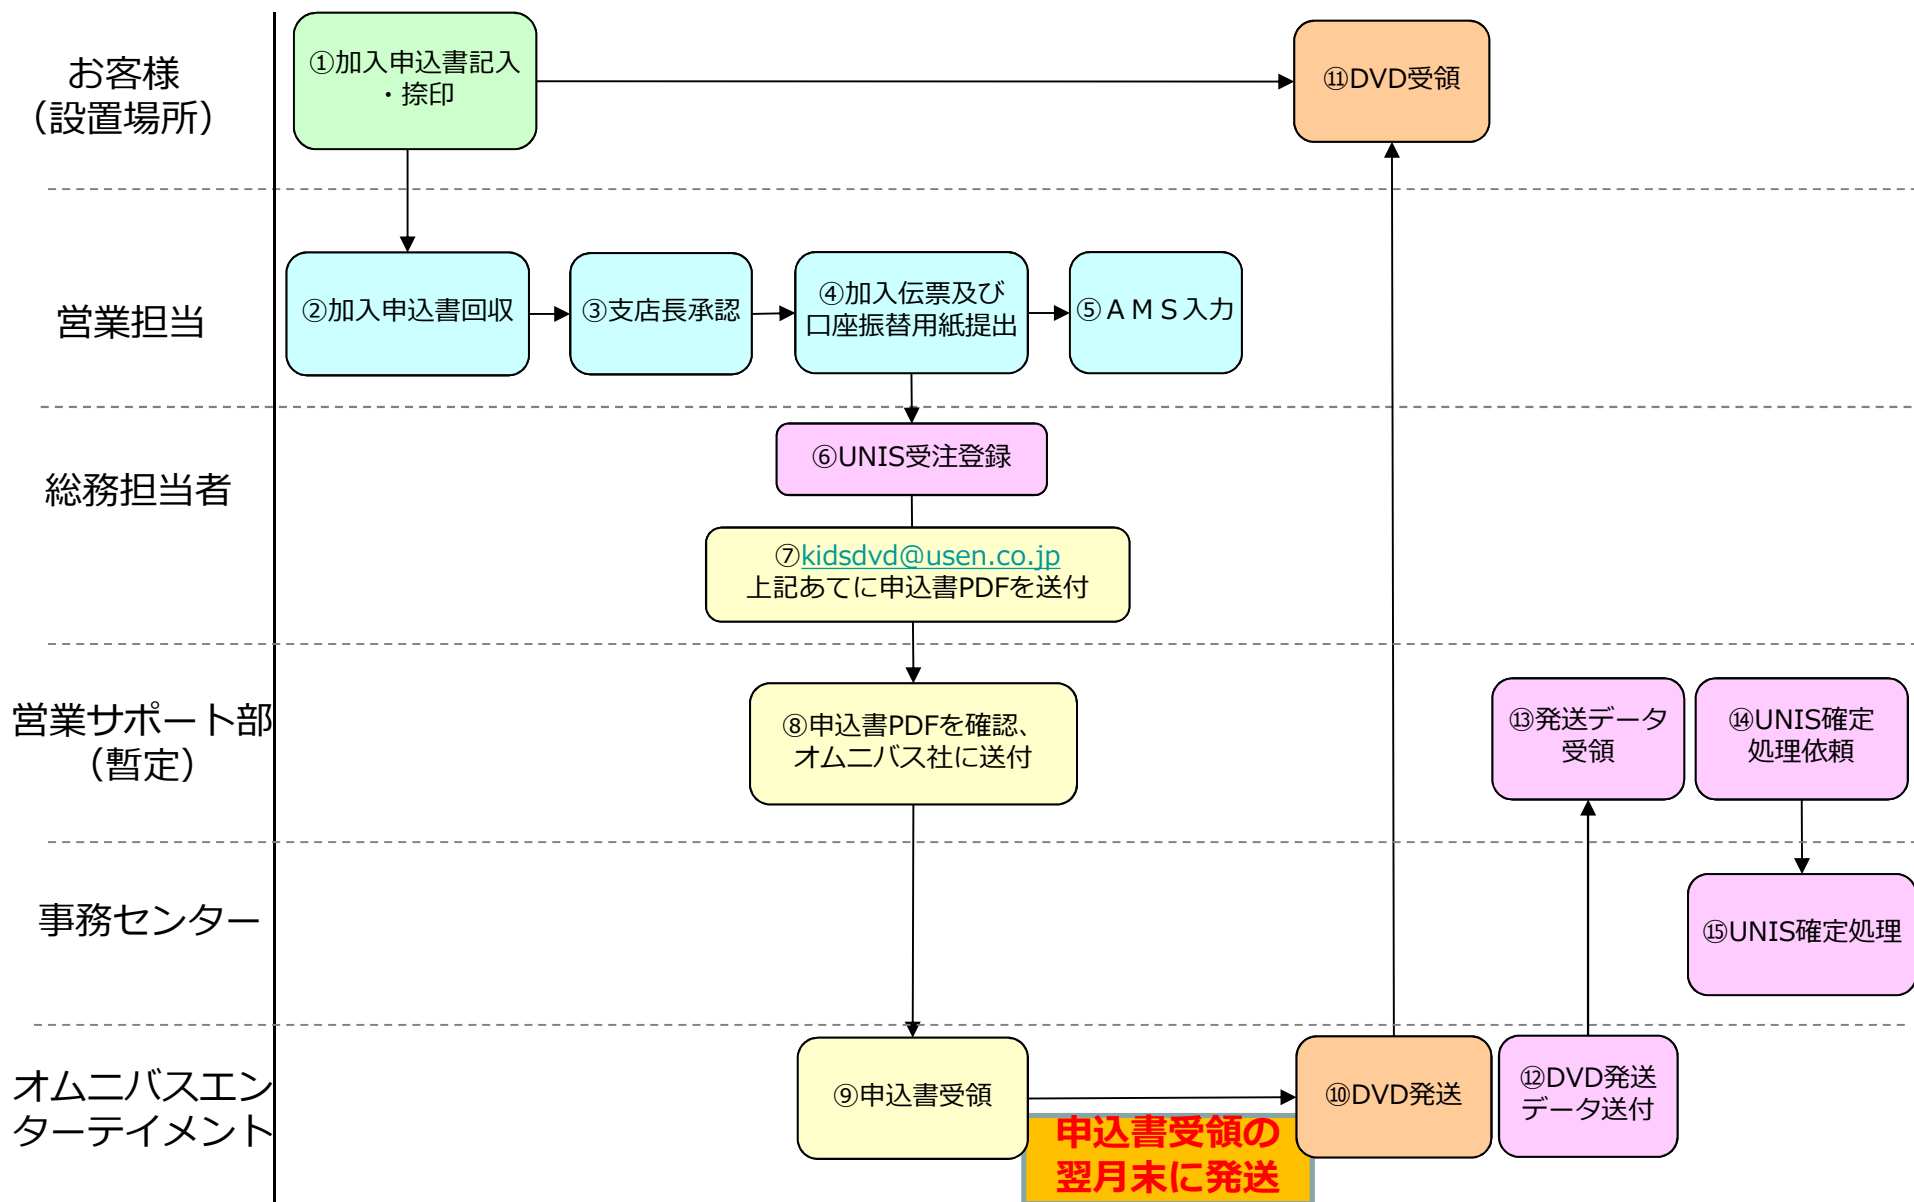 お客様
（設置場所）
①加入申込書記入
・捺印
⑪DVD受領
営業担当
②加入申込書回収
③支店長承認
④加入伝票及び
口座振替用紙提出
⑤ＡＭＳ入力
総務担当者
⑥UNIS受注登録
⑦kidsdvd@usen.co.jp
上記あてに申込書PDFを送付
営業サポート部
（暫定）
⑧申込書PDFを確認、
オムニバス社に送付
⑬発送データ
受領
⑭UNIS確定
処理依頼
事務センター
⑮UNIS確定処理
オムニバスエン
ターテイメント
⑨申込書受領
⑩DVD発送
⑫DVD発送
データ送付
申込書受領の
翌月末に発送